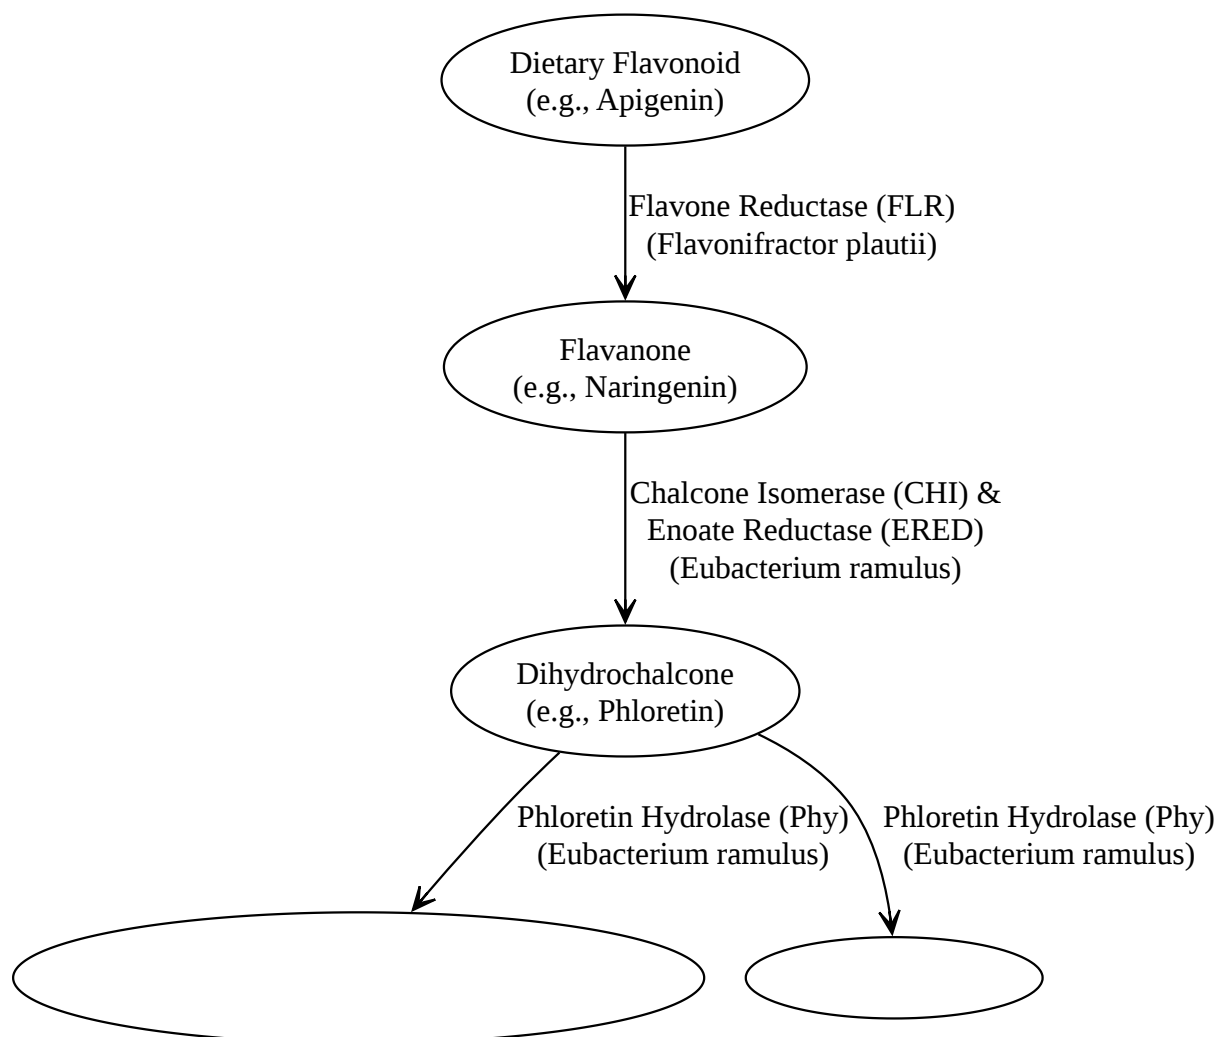 Dietary Flavonoid
(e.g., Apigenin)
Flavone Reductase (FLR)
(Flavonifractor plautii)
Flavanone
(e.g., Naringenin)
Chalcone Isomerase (CHI) &
Enoate Reductase (ERED)
(Eubacterium ramulus)
Dihydrochalcone
(e.g., Phloretin)
Phloretin Hydrolase (Phy)
(Eubacterium ramulus)
Phloretin Hydrolase (Phy)
(Eubacterium ramulus)